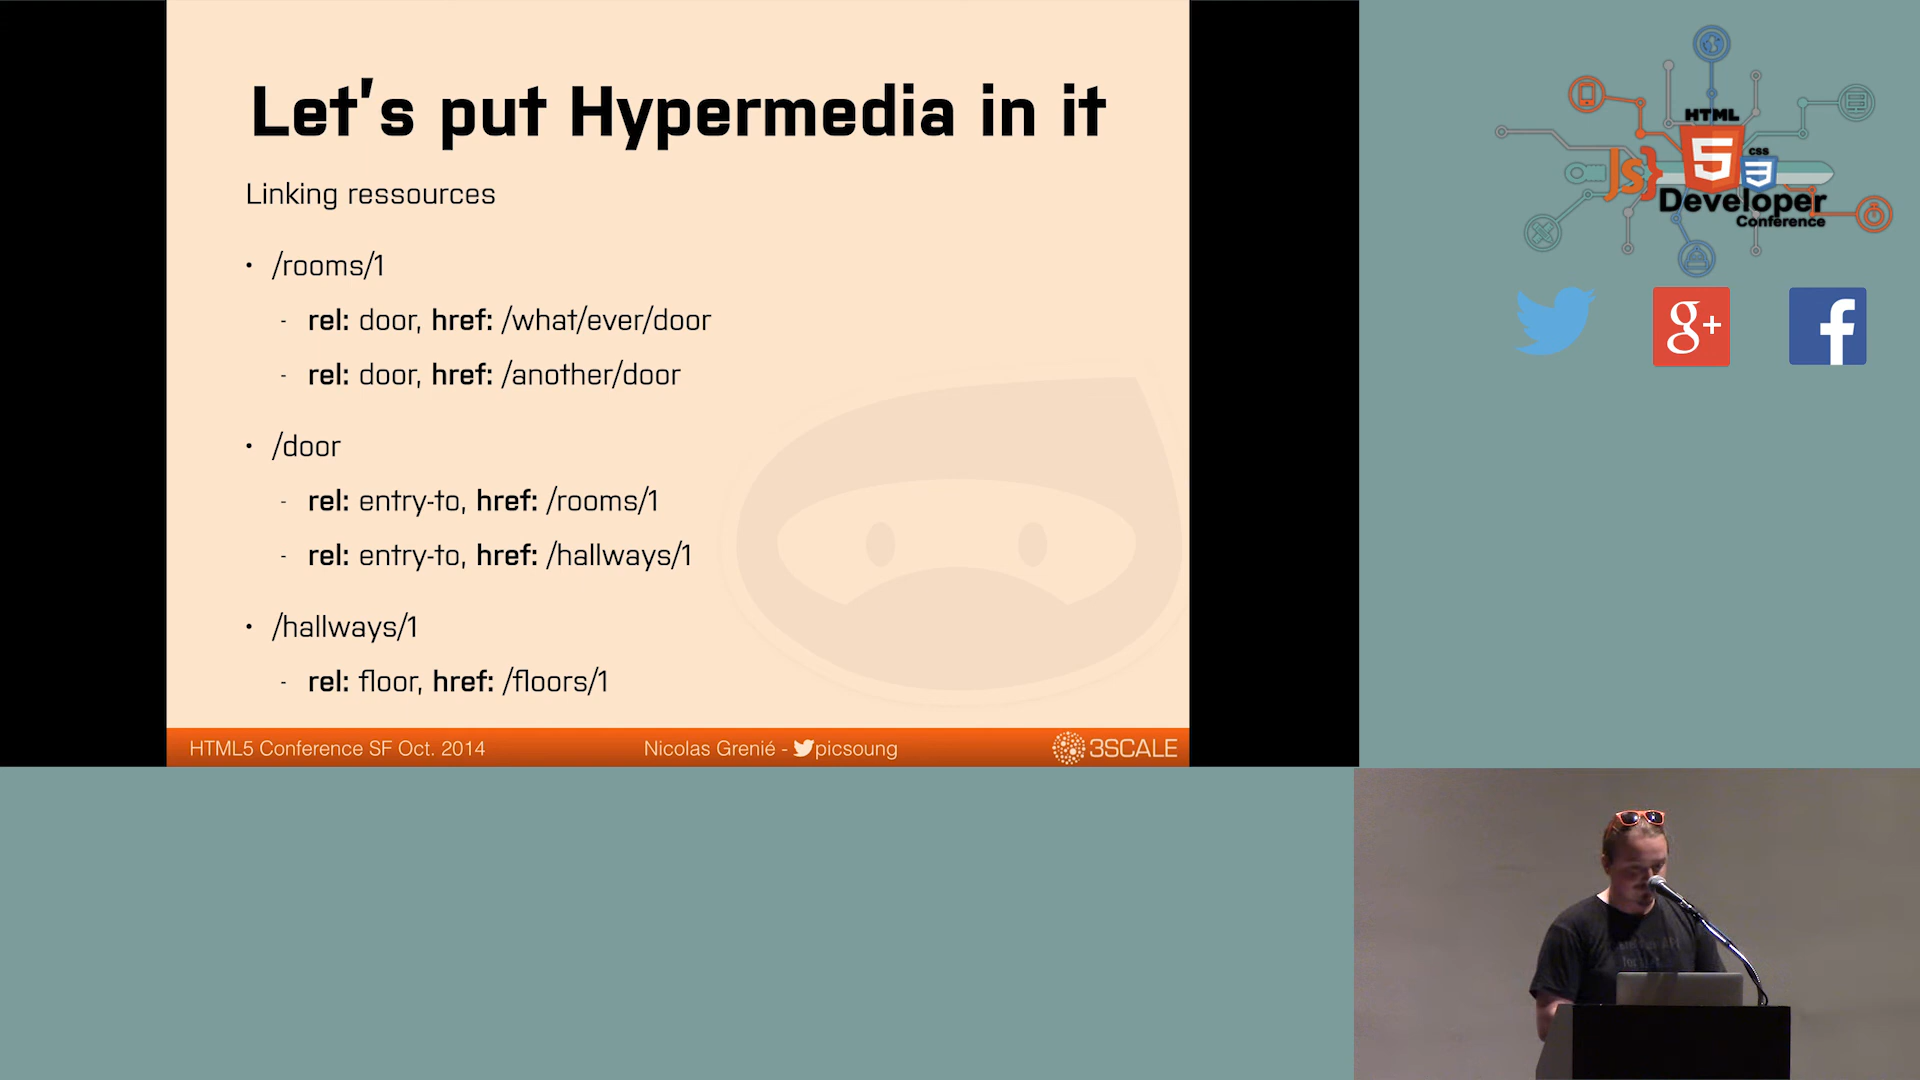 Let's put Hypermedia in it
Linking ressources
• /rooms/1
- rel: door, href: /what/ever/door
- rel: door, href: /another/door
• /door
- rel: entry-to, href: /rooms/1
- rel: entry-to, href: /hallways/1
• /hallways/1
- rel: floor, href: /floors/1
HTML5 Conference SF Oct. 2014
Nicolas Grenié - picsoung
3SCALE
HTML
5
JS}
CSS
3
Developer
Conference
g+
f